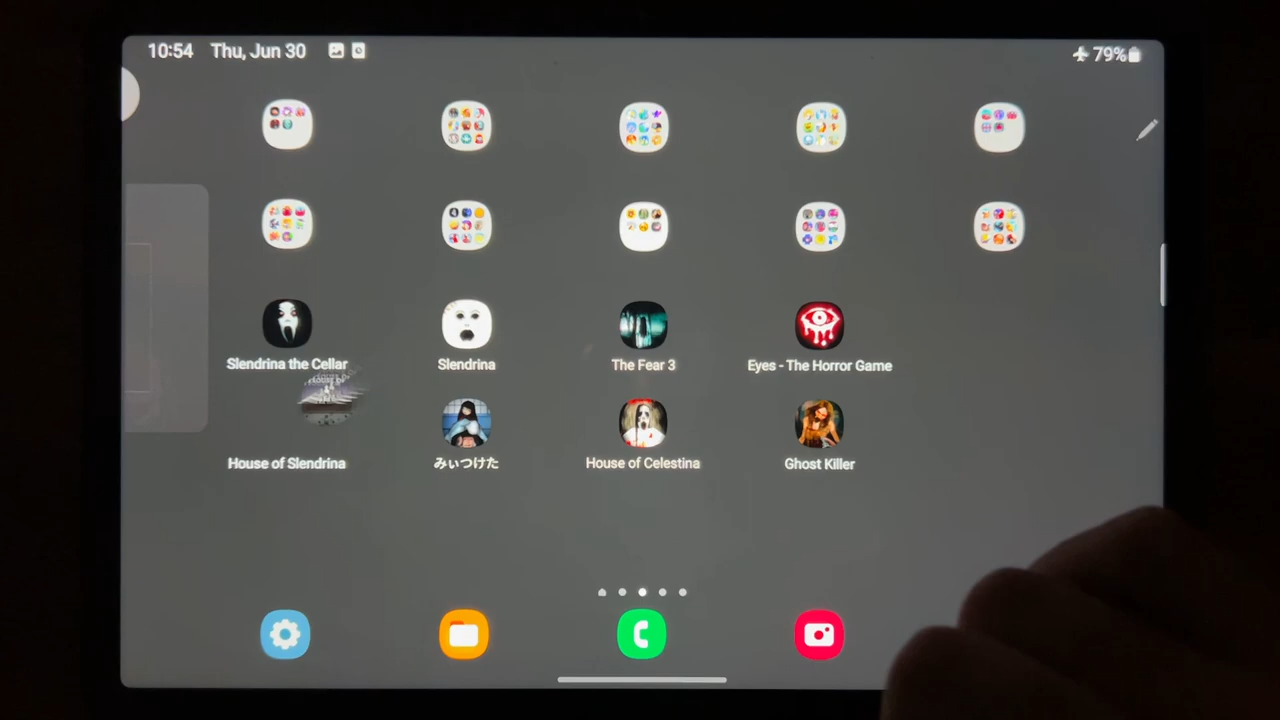 10:54 Thu, Jun 30 79%
Slendrina the Cellar Slendrina The Fear 3 Eyes - The Horror Game
House of Slendrina みぃつけた House of Celestina Ghost Killer